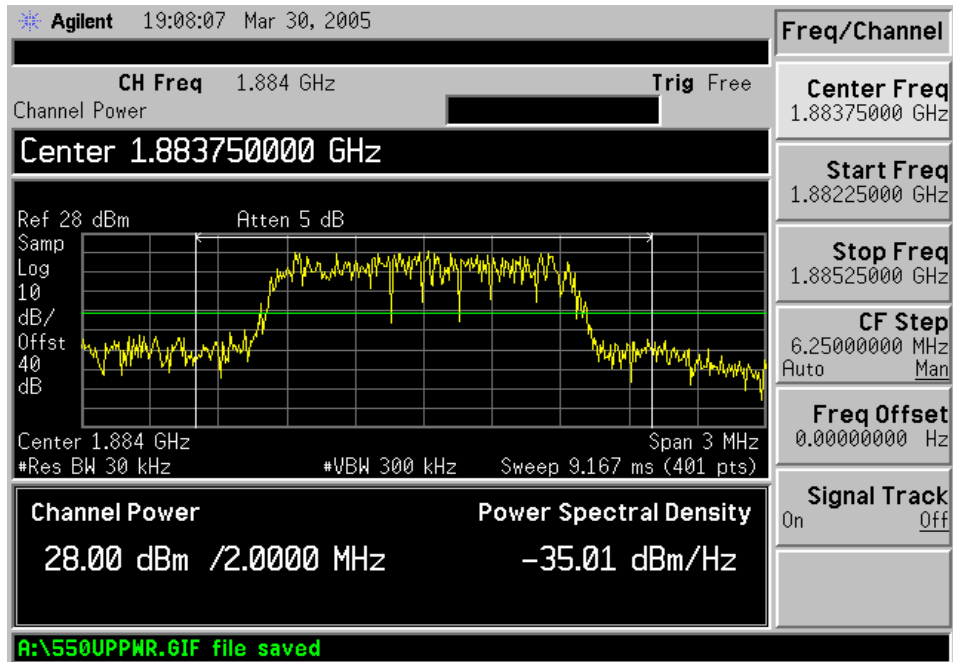 Agilent 19:08:07 Mar 30, 2005
Freq/Channel
CH Freq 1.884 GHz Trig Free
Channel Power
Center 1.883750000 GHz
Ref 28 dBm Atten 5 dB
Samp
Log
10
dB/
Offst
40
dB
Center 1.884 GHz Span 3 MHz
#Res BW 30 kHz #VBW 300 kHz Sweep 9.167 ms (401 pts)
Channel Power Power Spectral Density
28.00 dBm /2.0000 MHz -35.01 dBm/Hz
A:\550UPPWR.GIF file saved
Center Freq
1.88375000 GHz
Start Freq
1.88225000 GHz
Stop Freq
1.88525000 GHz
CF Step
6.25000000 MHz
Auto Man
Freq Offset
0.00000000 Hz
Signal Track
On Off